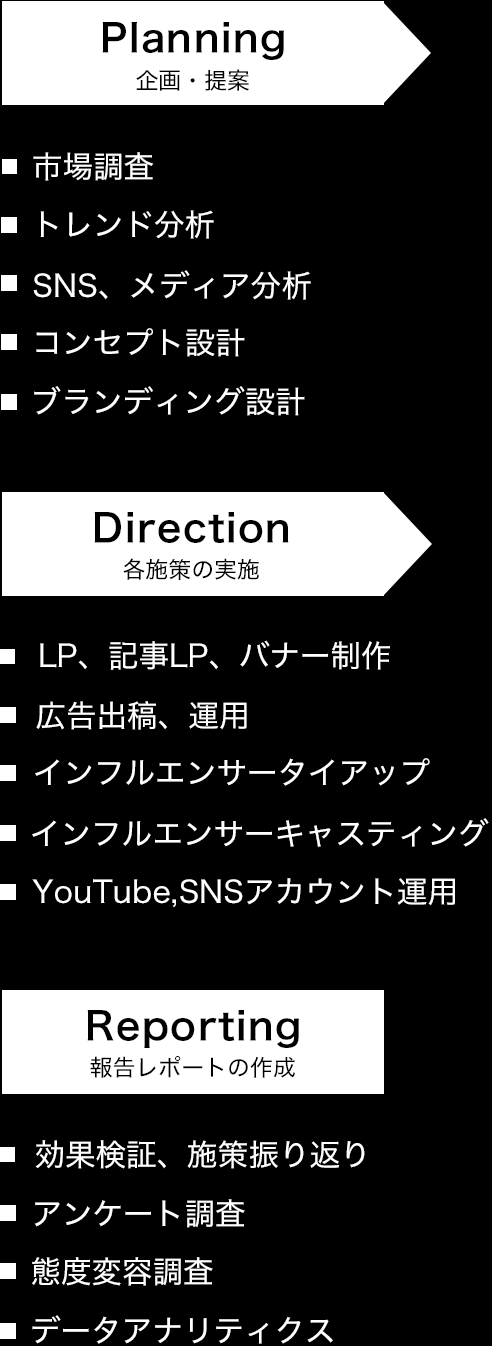 Planning
企画・提案
市場調査
トレンド分析
SNS、メディア分析
コンセプト設計
ブランディング設計
Direction
各施策の実施
LP、記事LP、バナー制作
広告出稿、運用
インフルエンサータイアップ
インフルエンサーキャスティング
YouTube,SNSアカウント運用
Reporting
報告レポートの作成
効果検証、施策振り返り
アンケート調査
態度変容調査
データアナリティクス